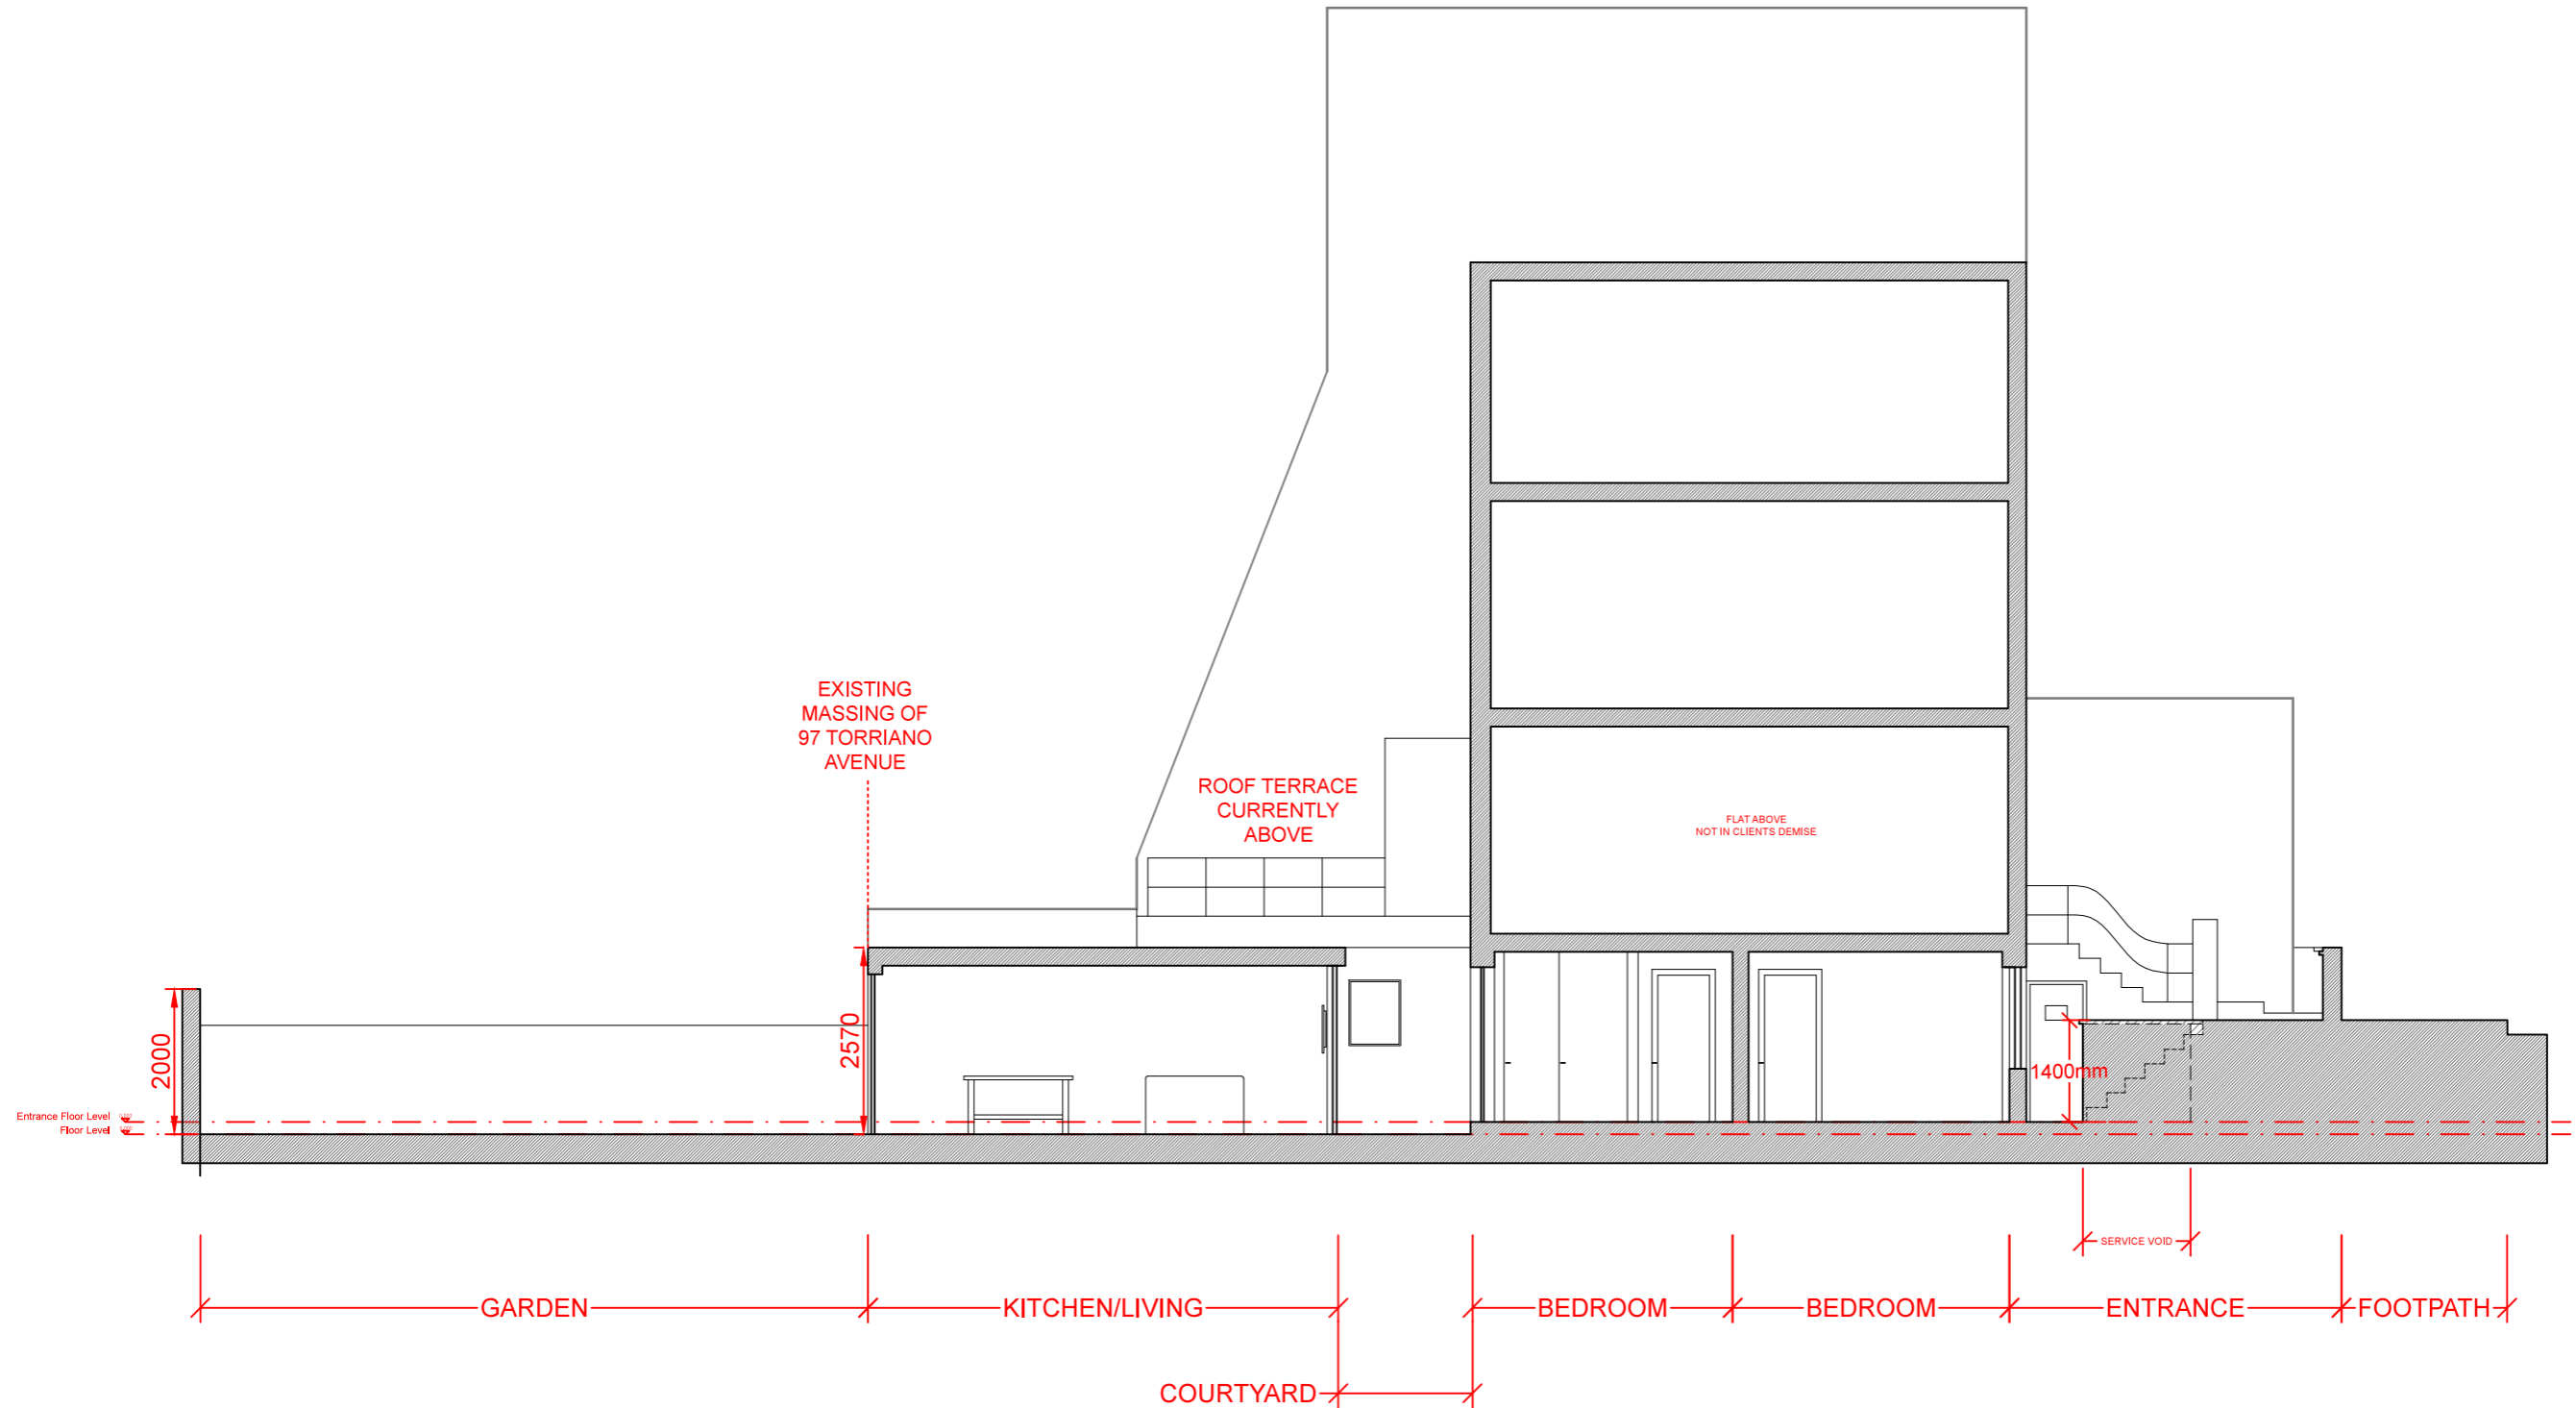 EXISTING
MASSING OF
97 TORRIANO
AVENUE
ROOF TERRACE
CURRENTLY
ABOVE
FLAT ABOVE
NOT IN CLIENTS DEMISE
2000
2570
1400mm
Entrance Floor Level
Floor Level
SERVICE VOID
GARDEN
KITCHEN/LIVING
BEDROOM
BEDROOM
ENTRANCE
FOOTPATH
COURTYARD